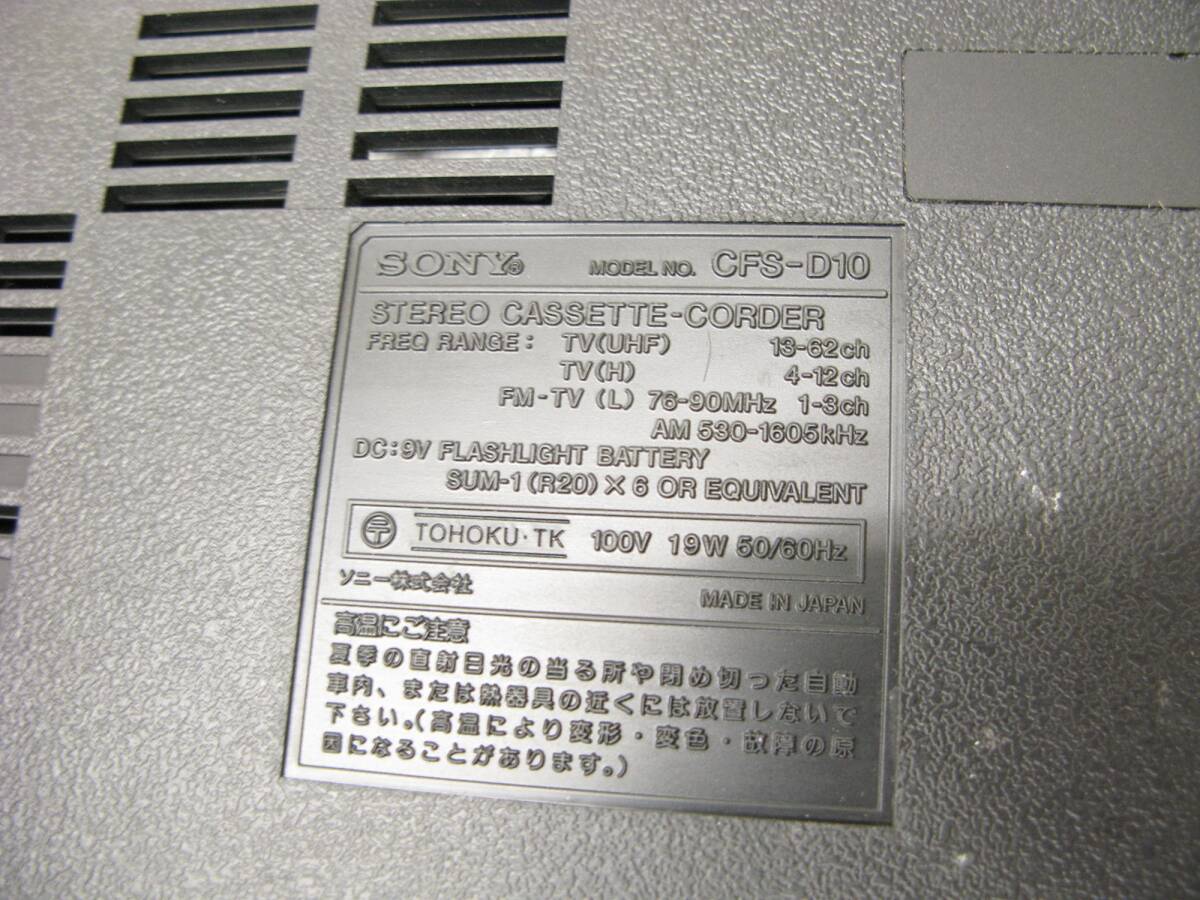 SONY® MODEL NO. CFS-D10
STEREO CASSETTE-CORDER
FREQ RANGE: TV(UHF) 13-62ch
TV(H) 4-12ch
FM-TV (L) 76-90MHz 1-3ch
AM 530-1605kHz
DC:9V FLASHLIGHT BATTERY
SUM-1 (R20) X 6 OR EQUIVALENT
〒 TOHOKU·TK 100V 19W 50/60Hz
ソニー株式会社 MADE IN JAPAN
高温にご注意
夏季の直射日光の当る所や閉め切った自動
車内、または熱器具の近くには放置しないで
下さい。(高温により変形・変色・故障の原
因になることがあります。)